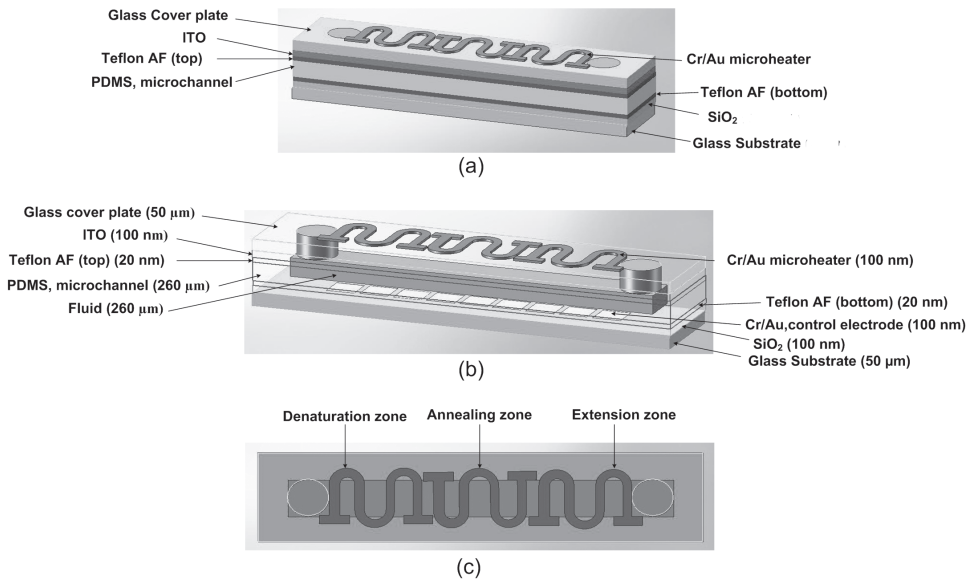 Glass Cover plate
ITO
Teflon AF (top)
PDMS, microchannel
Cr/Au microheater
Teflon AF (bottom)
SiO₂
Glass Substrate
(a)
Glass cover plate (50 µm)
ITO (100 nm)
Teflon AF (top) (20 nm)
PDMS, microchannel (260 µm)
Fluid (260 µm)
Cr/Au microheater (100 nm)
Teflon AF (bottom) (20 nm)
Cr/Au,control electrode (100 nm)
SiO₂ (100 nm)
Glass Substrate (50 µm)
(b)
Denaturation zone
Annealing zone
Extension zone
(c)